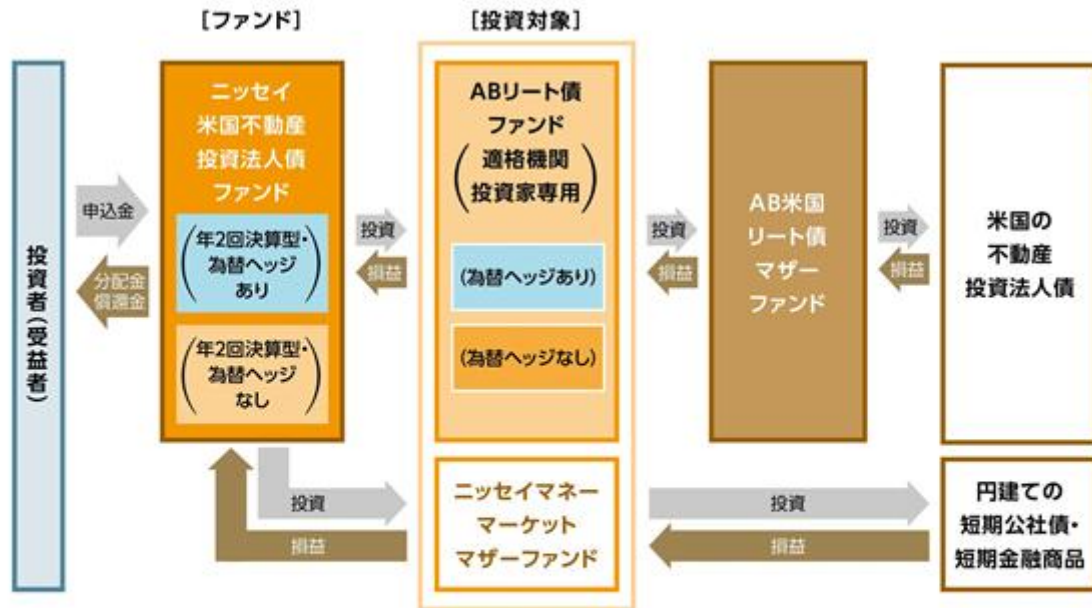 [ファンド]
[投資対象]
投資者(受益者)
申込金
分配金
償還金
ニッセイ
米国不動産
投資法人債
ファンド
(年2回決算型・
為替ヘッジ
あり)
(年2回決算型・
為替ヘッジ
なし)
投資
損益
ABリート債
ファンド
(適格機関
投資家専用)
(為替ヘッジあり)
(為替ヘッジなし)
投資
損益
AB米国
リート債
マザー
ファンド
投資
損益
米国の
不動産
投資法人債
投資
損益
ニッセイマネー
マーケット
マザーファンド
投資
損益
円建ての
短期公社債・
短期金融商品